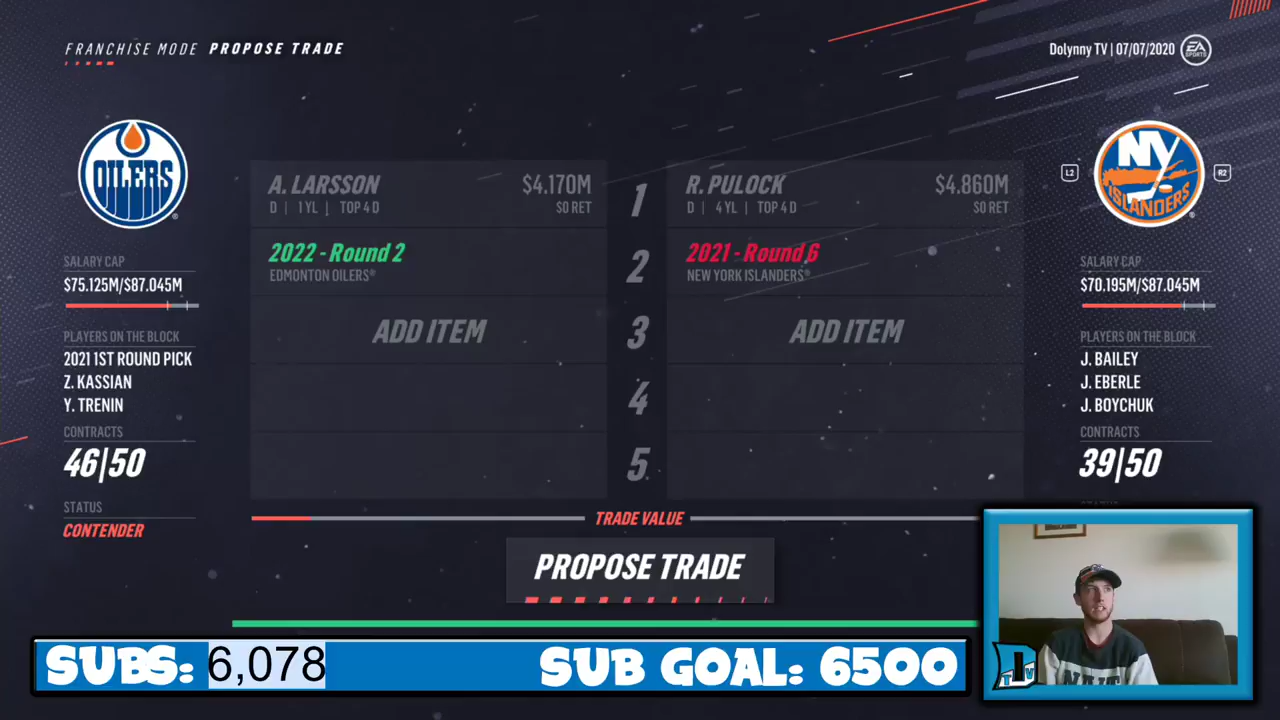 FRANCHISE MODE PROPOSE TRADE
Dolynny TV | 07/07/2020
EA SPORTS
OILERS
NY ISLANDERS
L2
R2
A. LARSSON $4.170M
D | 1 YL | TOP 4 D $0 RET
1
R. PULOCK $4.860M
D | 4 YL | TOP 4 D $0 RET
2022 - Round 2
EDMONTON OILERS®
2
2021 - Round 6
NEW YORK ISLANDERS®
ADD ITEM
3
ADD ITEM
4
5
SALARY CAP
$75.125M/$87.045M
PLAYERS ON THE BLOCK
2021 1ST ROUND PICK
Z. KASSIAN
Y. TRENIN
CONTRACTS
46|50
STATUS
CONTENDER
SALARY CAP
$70.195M/$87.045M
PLAYERS ON THE BLOCK
J. BAILEY
J. EBERLE
J. BOYCHUK
CONTRACTS
39|50
TRADE VALUE
PROPOSE TRADE
SUBS: 6,078
SUB GOAL: 6500